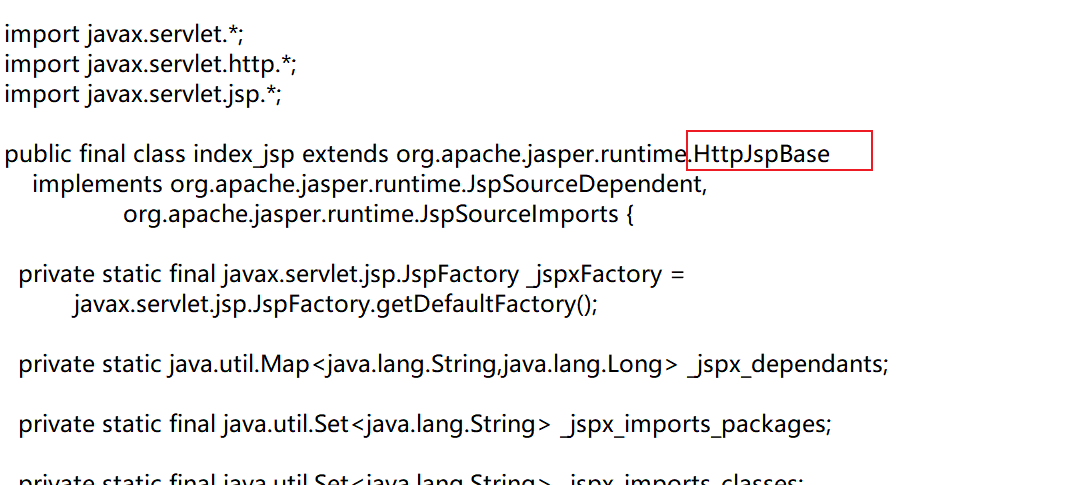 import javax.servlet.*;
import javax.servlet.http.*;
import javax.servlet.jsp.*;
public final class index_jsp extends org.apache.jasper.runtime.HttpJspBase
implements org.apache.jasper.runtime.JspSourceDependent,
org.apache.jasper.runtime.JspSourceImports {
private static final javax.servlet.jsp.JspFactory _jspxFactory =
javax.servlet.jsp.JspFactory.getDefaultFactory();
private static java.util.Map<java.lang.String,java.lang.Long> _jspx_dependants;
private static final java.util.Set<java.lang.String> _jspx_imports_packages;
private static final java.util.Set<java.lang.String> _jspx_imports_classes;